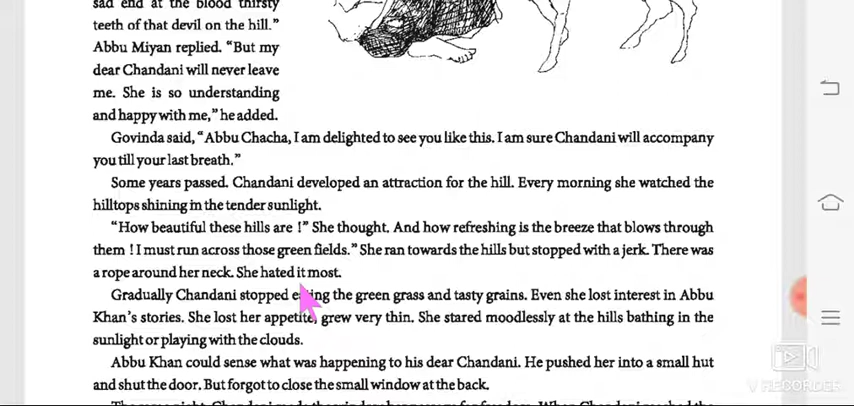 sad end at the blood thirsty
teeth of that devil on the hill."
Abbu Miyan replied. "But my
dear Chandani will never leave
me. She is so understanding
and happy with me," he added.
Govinda said, "Abbu Chacha, I am delighted to see you like this. I am sure Chandani will accompany
you till your last breath."
Some years passed. Chandani developed an attraction for the hill. Every morning she watched the
hilltops shining in the tender sunlight.
"How beautiful these hills are !" She thought. And how refreshing is the breeze that blows through
them ! I must run across those green fields." She ran towards the hills but stopped with a jerk. There was
a rope around her neck. She hated it most.
Gradually Chandani stopped eating the green grass and tasty grains. Even she lost interest in Abbu
Khan's stories. She lost her appetite, grew very thin. She stared moodlessly at the hills bathing in the
sunlight or playing with the clouds.
Abbu Khan could sense what was happening to his dear Chandani. He pushed her into a small hut
and shut the door. But forgot to close the small window at the back.
V RECORDER